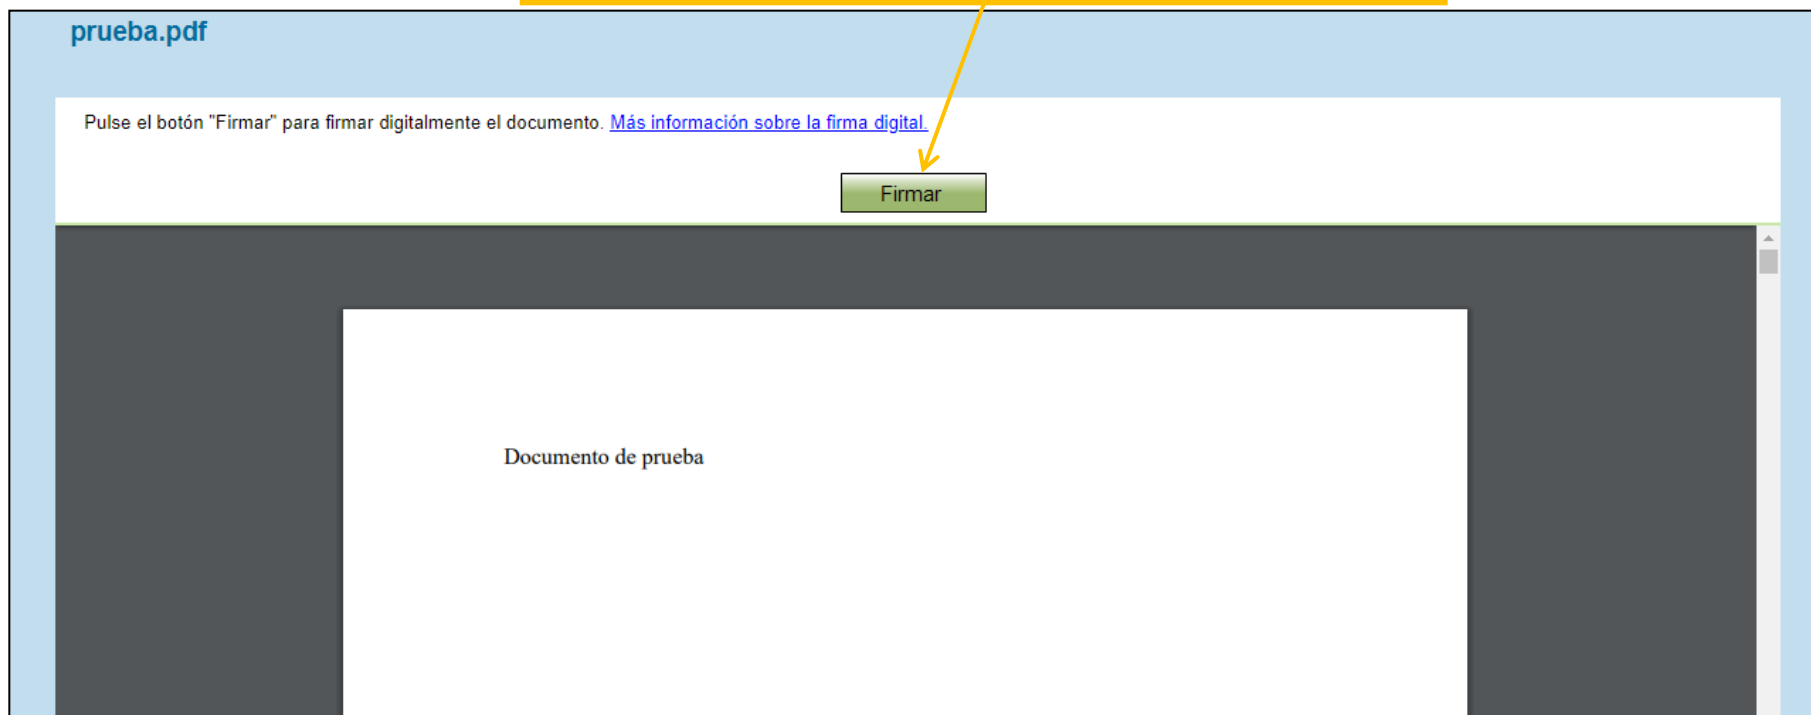 prueba.pdf
Pulse el botón "Firmar" para firmar digitalmente el documento. Más información sobre la firma digital.
Firmar
Documento de prueba